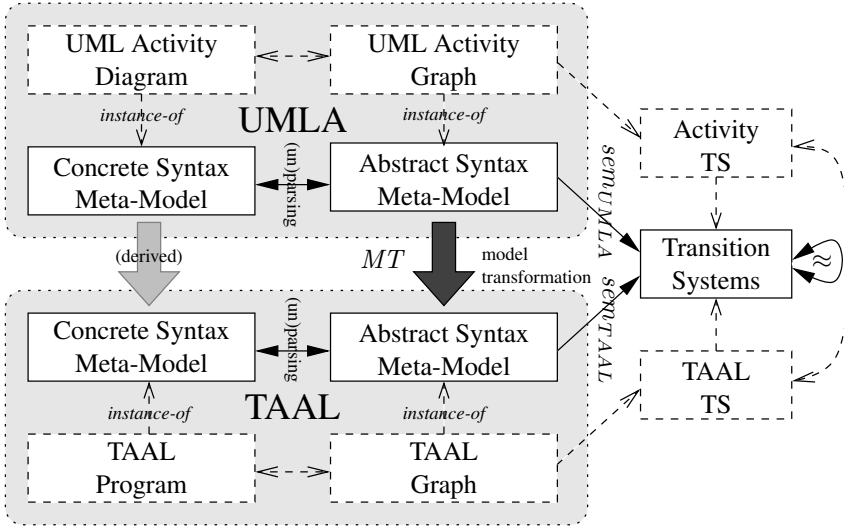 UML Activity
Diagram
UML Activity
Graph
instance-of
UMLA
instance-of
Activity
TS
Concrete Syntax
Meta-Model
(un)parsing
Abstract Syntax
Meta-Model
sem_UMLA
(derived)
MT
model
transformation
Transition
Systems
≈
sem_TAAL
Concrete Syntax
Meta-Model
(un)parsing
Abstract Syntax
Meta-Model
instance-of
TAAL
instance-of
TAAL
TS
TAAL
Program
TAAL
Graph